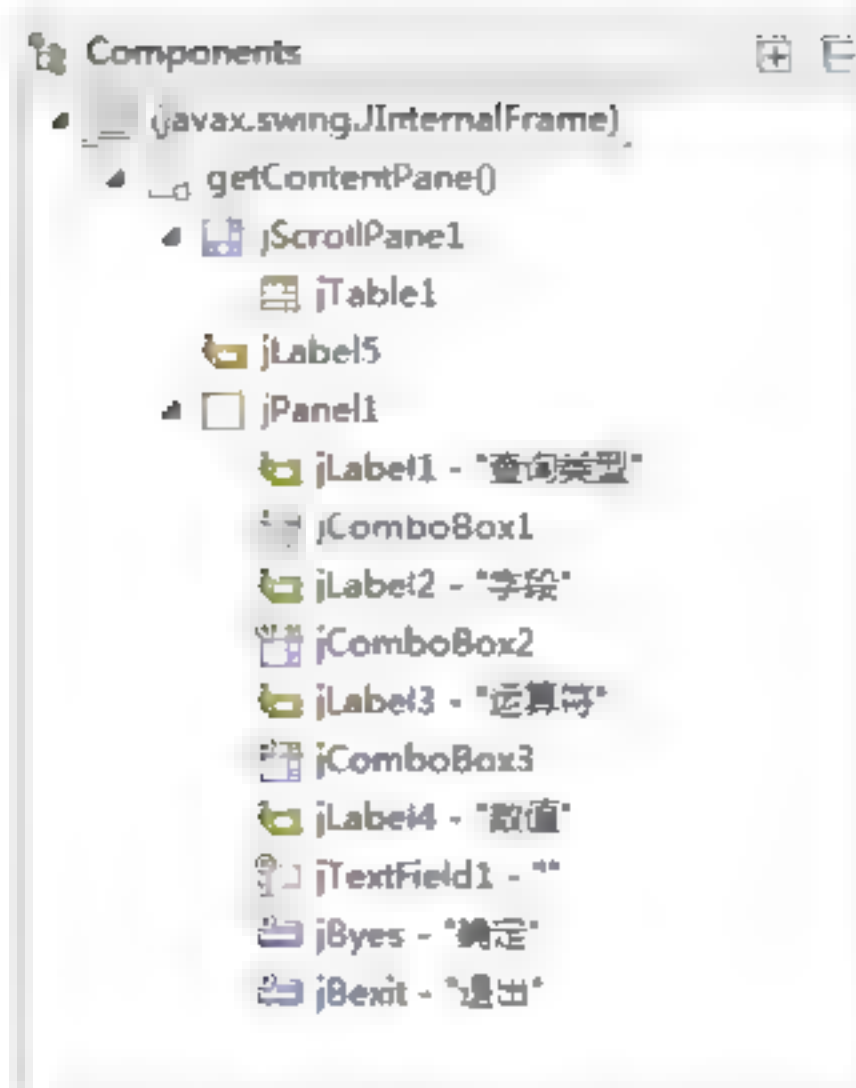 Components
(javax.swing.JInternalFrame)
getContentPane()
jScrollPane1
jTable1
jLabel5
jPanel1
jLabel1 - "查询类型"
jComboBox1
jLabel2 - "字段"
jComboBox2
jLabel3 - "运算符"
jComboBox3
jLabel4 - "数值"
jTextField1 - ""
jByes - "确定"
jBexit - "退出"